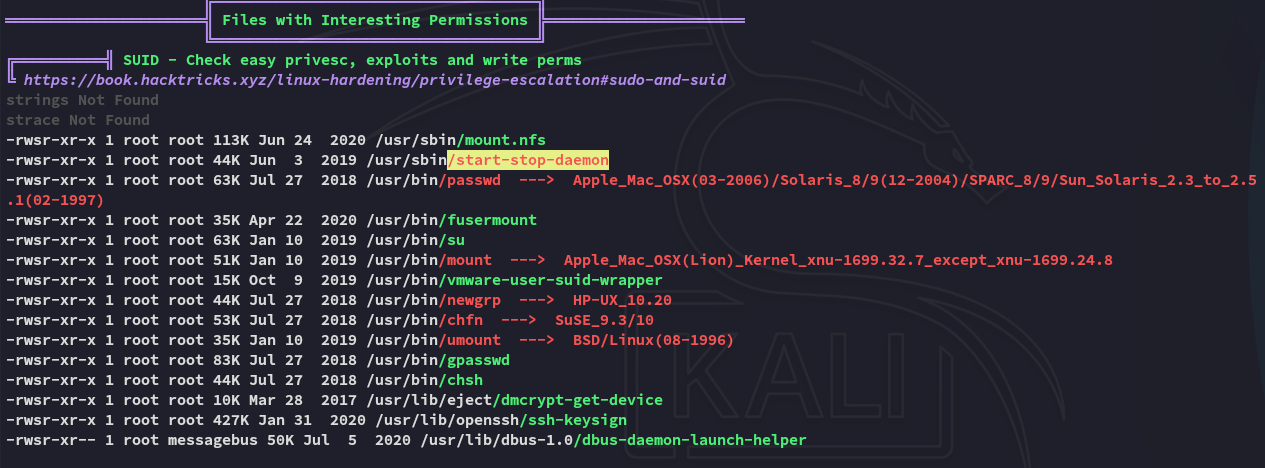 Files with Interesting Permissions
SUID - Check easy privesc, exploits and write perms
https://book.hacktricks.xyz/linux-hardening/privilege-escalation#sudo-and-suid
strings Not Found
strace Not Found
-rwsr-xr-x 1 root root 113K Jun 24  2020 /usr/sbin/mount.nfs
-rwsr-xr-x 1 root root 44K Jun  3  2019 /usr/sbin/start-stop-daemon
-rwsr-xr-x 1 root root 63K Jul 27  2018 /usr/bin/passwd  --->  Apple_Mac_OSX(03-2006)/Solaris_8/9(12-2004)/SPARC_8/9/Sun_Solaris_2.3_to_2.5
.1(02-1997)
-rwsr-xr-x 1 root root 35K Apr 22  2020 /usr/bin/fusermount
-rwsr-xr-x 1 root root 63K Jan 10  2019 /usr/bin/su
-rwsr-xr-x 1 root root 51K Jan 10  2019 /usr/bin/mount  --->  Apple_Mac_OSX(Lion)_Kernel_xnu-1699.32.7_except_xnu-1699.24.8
-rwsr-xr-x 1 root root 15K Oct  9  2019 /usr/bin/vmware-user-suid-wrapper
-rwsr-xr-x 1 root root 44K Jul 27  2018 /usr/bin/newgrp  --->  HP-UX_10.20
-rwsr-xr-x 1 root root 53K Jul 27  2018 /usr/bin/chfn  --->  SuSE_9.3/10
-rwsr-xr-x 1 root root 35K Jan 10  2019 /usr/bin/umount  --->  BSD/Linux(08-1996)
-rwsr-xr-x 1 root root 83K Jul 27  2018 /usr/bin/gpasswd
-rwsr-xr-x 1 root root 44K Jul 27  2018 /usr/bin/chsh
-rwsr-xr-x 1 root root 10K Mar 28  2017 /usr/lib/eject/dmcrypt-get-device
-rwsr-xr-x 1 root root 427K Jan 31  2020 /usr/lib/openssh/ssh-keysign
-rwsr-xr-- 1 root messagebus 50K Jul  5  2020 /usr/lib/dbus-1.0/dbus-daemon-launch-helper
KALI